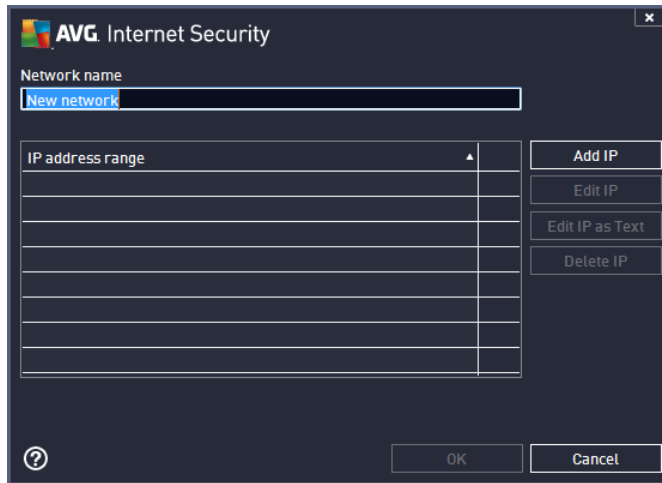 AVG. Internet Security
x
Network name
New network
IP address range
Add IP
Edit IP
Edit IP as Text
Delete IP
?
OK
Cancel